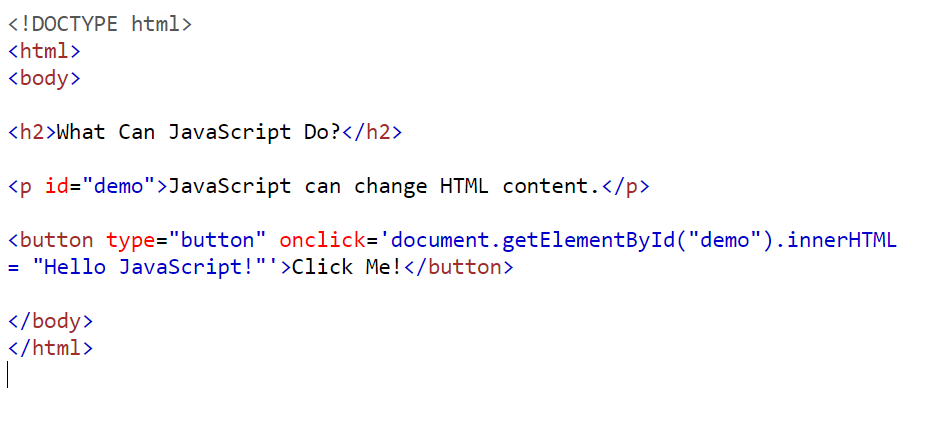 <!DOCTYPE html>
<html>
<body>
<h2>What Can JavaScript Do?</h2>
<p id="demo">JavaScript can change HTML content.</p>
<button type="button" onclick='document.getElementById("demo").innerHTML
= "Hello JavaScript!"'>Click Me!</button>
</body>
</html>